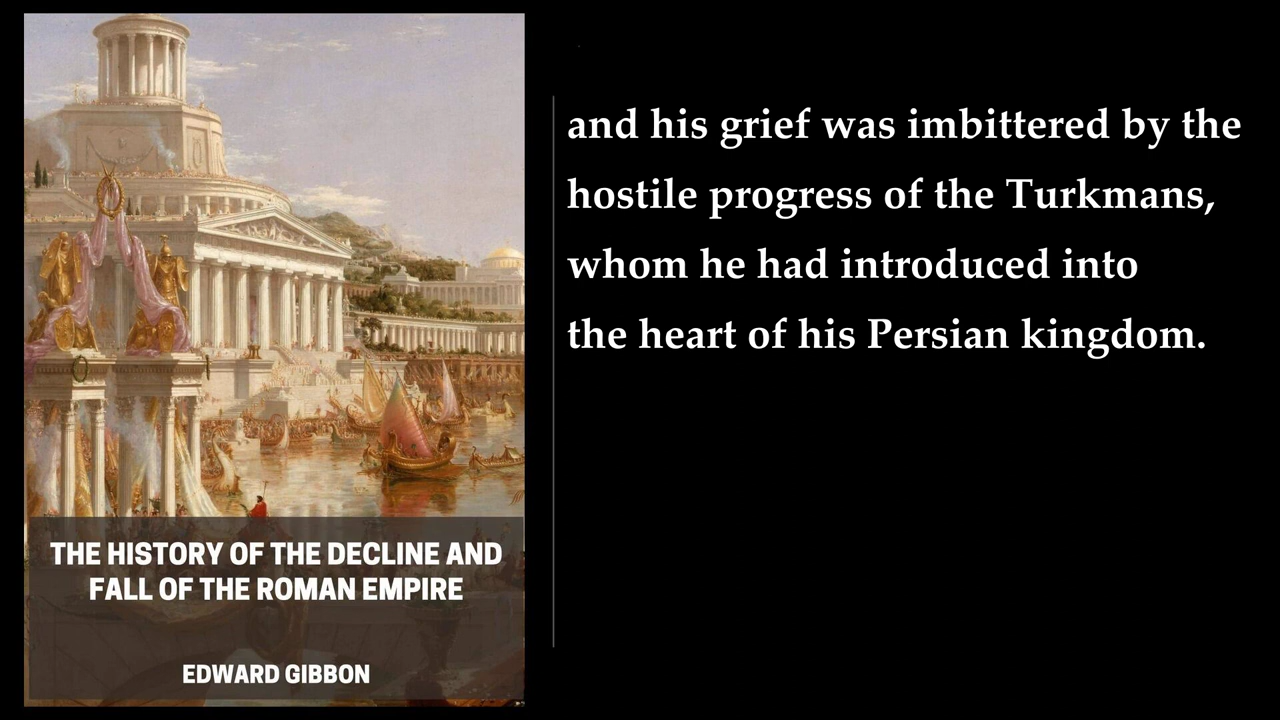 THE HISTORY OF THE DECLINE AND
FALL OF THE ROMAN EMPIRE
EDWARD GIBBON
and his grief was imbittered by the
hostile progress of the Turkmans,
whom he had introduced into
the heart of his Persian kingdom.